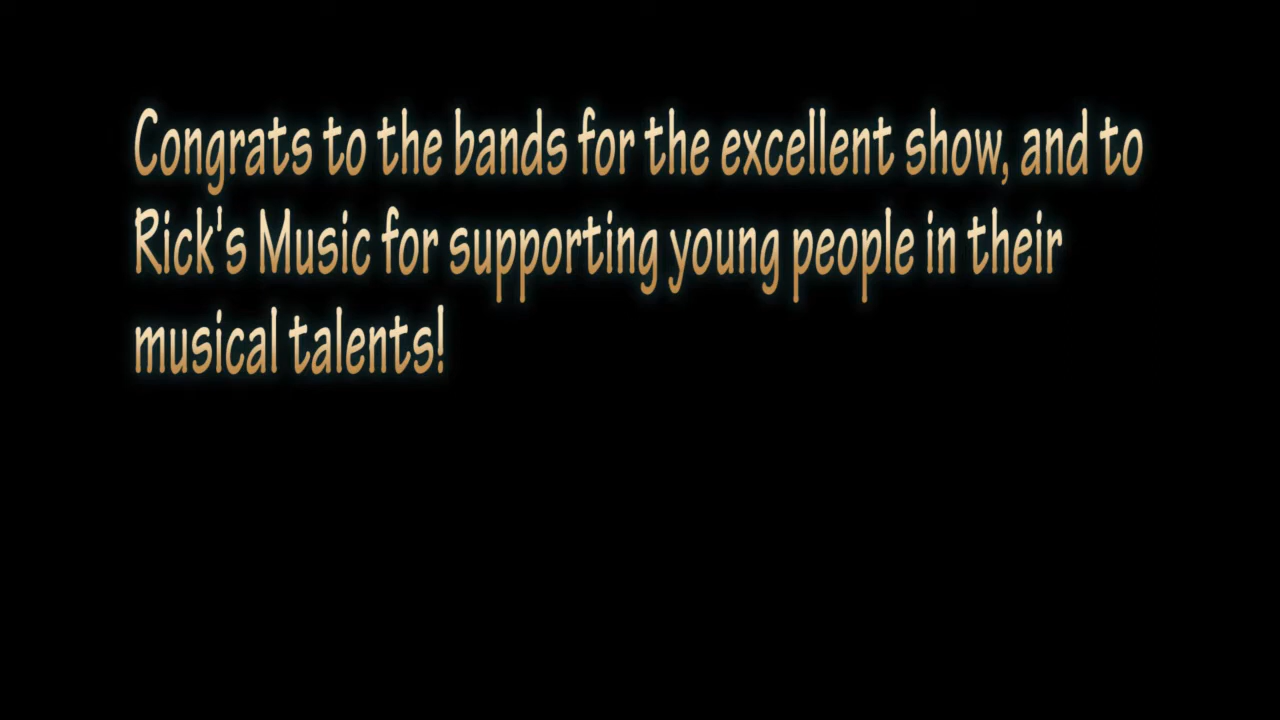 Congrats to the bands for the excellent show, and to
Rick's Music for supporting young people in their
musical talents!